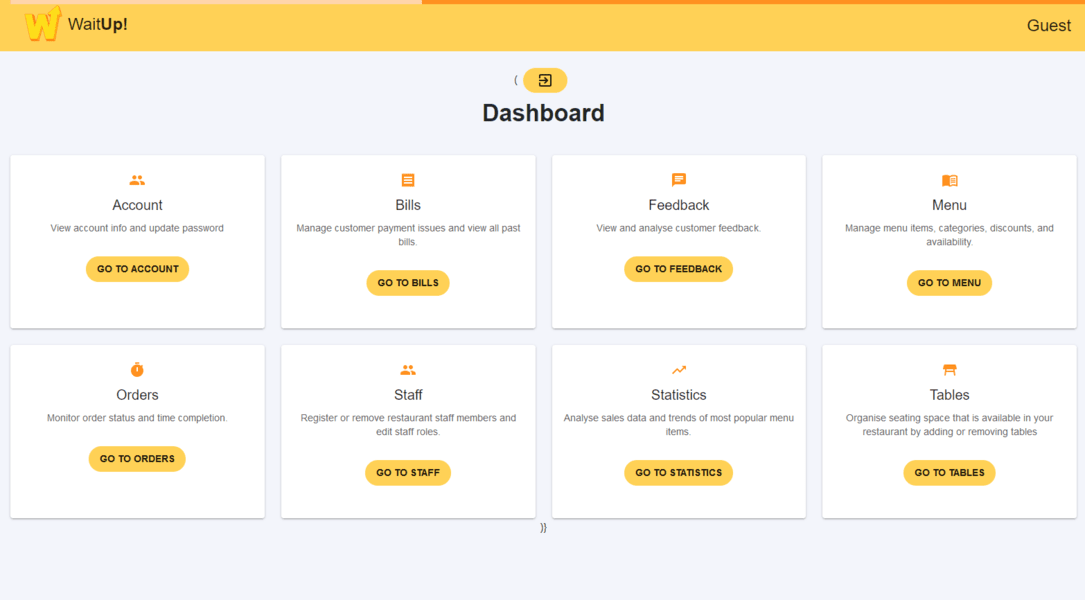 WaitUp!
Guest
(
Dashboard
Account
View account info and update password
GO TO ACCOUNT
Bills
Manage customer payment issues and view all past
bills.
GO TO BILLS
Feedback
View and analyse customer feedback.
GO TO FEEDBACK
Menu
Manage menu items, categories, discounts, and
availability.
GO TO MENU
Orders
Monitor order status and time completion.
GO TO ORDERS
Staff
Register or remove restaurant staff members and
edit staff roles.
GO TO STAFF
Statistics
Analyse sales data and trends of most popular menu
items.
GO TO STATISTICS
Tables
Organise seating space that is available in your
restaurant by adding or removing tables
GO TO TABLES
)}